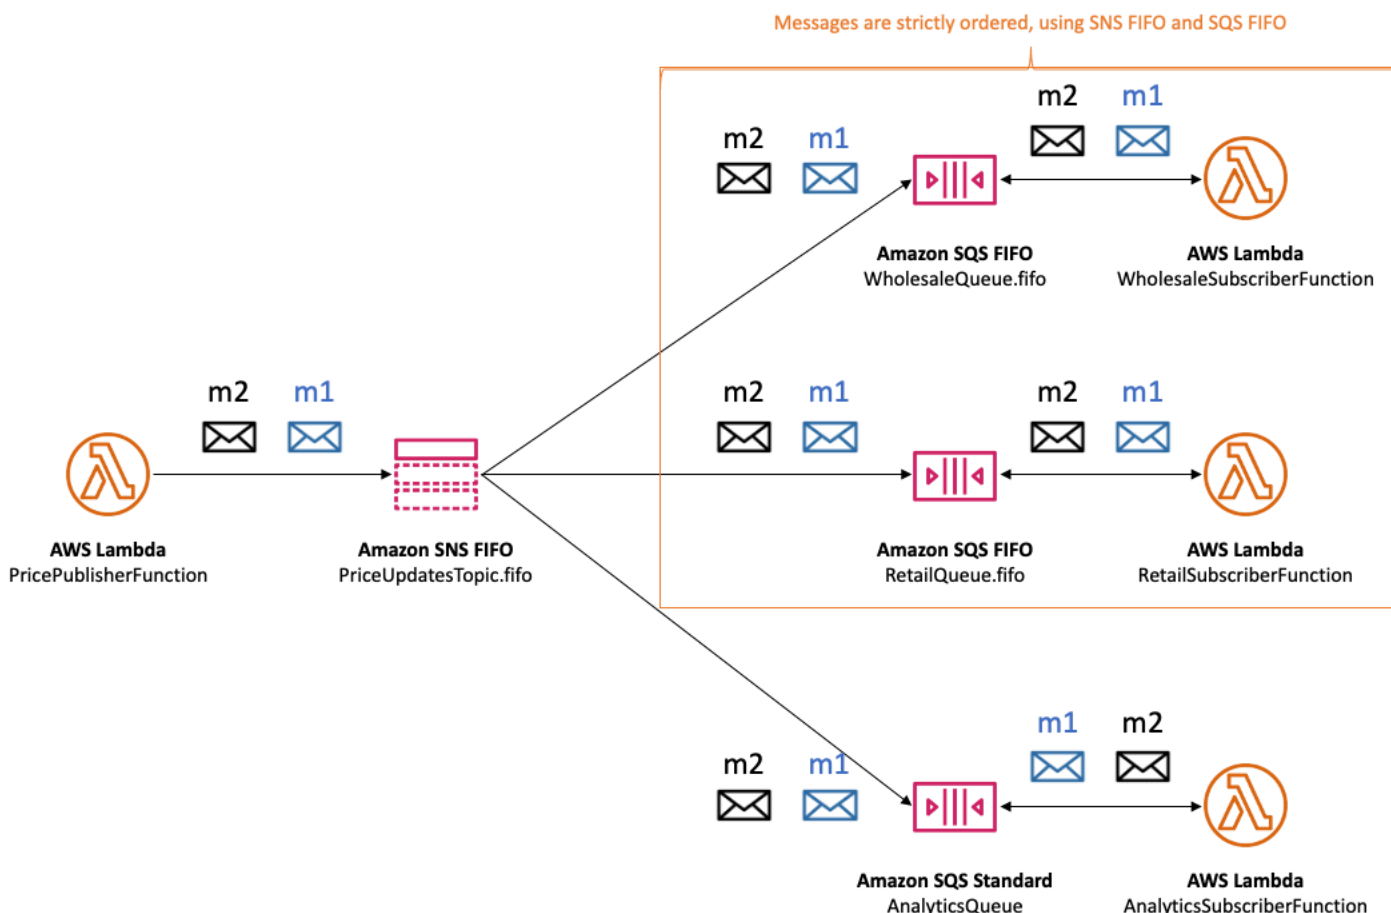 Messages are strictly ordered, using SNS FIFO and SQS FIFO
m2 m1
m2 m1
Amazon SQS FIFO
WholesaleQueue.fifo
AWS Lambda
WholesaleSubscriberFunction
m2 m1
m2 m1
m2 m1
AWS Lambda
PricePublisherFunction
Amazon SNS FIFO
PriceUpdatesTopic.fifo
Amazon SQS FIFO
RetailQueue.fifo
AWS Lambda
RetailSubscriberFunction
m2 m1
m1 m2
Amazon SQS Standard
AnalyticsQueue
AWS Lambda
AnalyticsSubscriberFunction